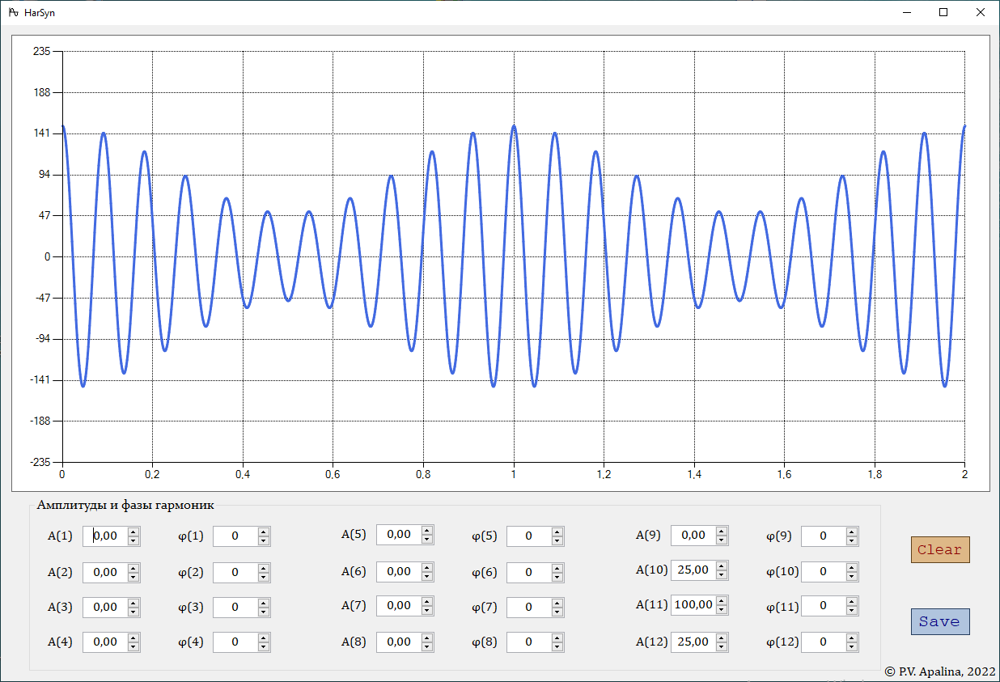 HarSyn
235
188
141
94
47
0
-47
-94
-141
-188
-235
0 0,2 0,4 0,6 0,8 1 1,2 1,4 1,6 1,8 2
Амплитуды и фазы гармоник
A(1) 0,00 φ(1) 0 A(5) 0,00 φ(5) 0 A(9) 0,00 φ(9) 0
A(2) 0,00 φ(2) 0 A(6) 0,00 φ(6) 0 A(10) 25,00 φ(10) 0
A(3) 0,00 φ(3) 0 A(7) 0,00 φ(7) 0 A(11) 100,00 φ(11) 0
A(4) 0,00 φ(4) 0 A(8) 0,00 φ(8) 0 A(12) 25,00 φ(12) 0
Clear
Save
© P.V. Apalina, 2022